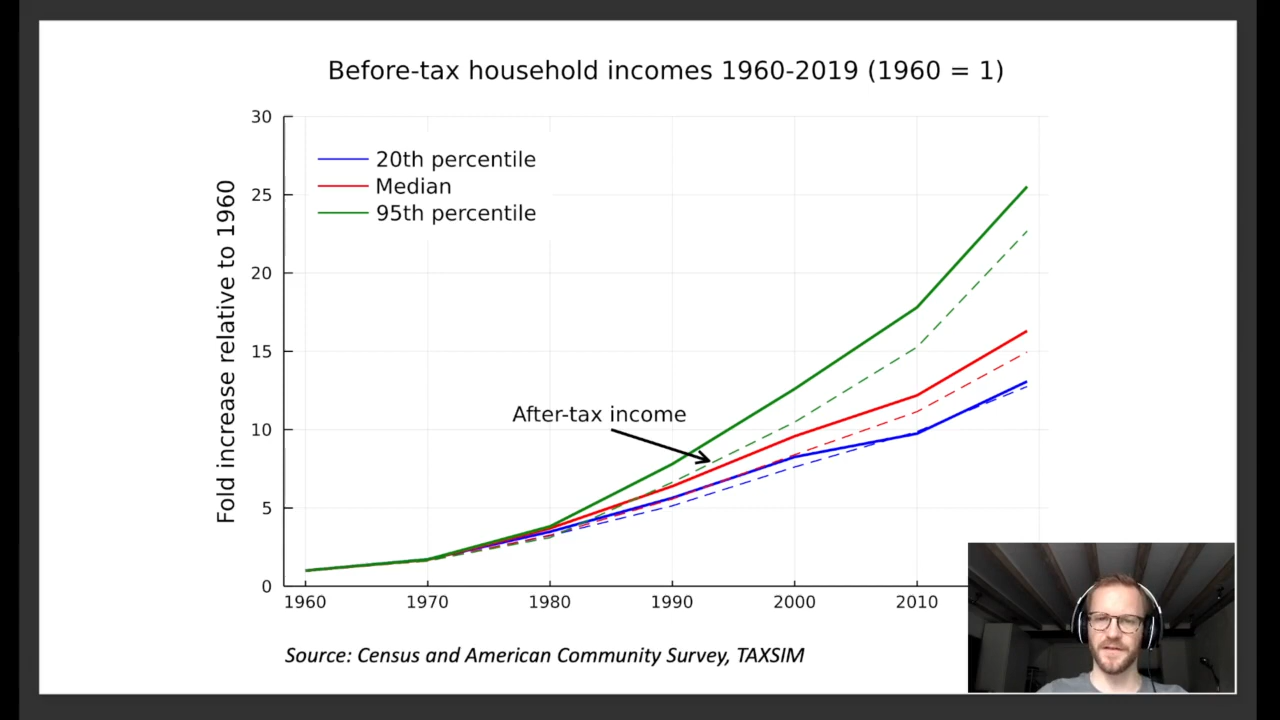 Before-tax household incomes 1960-2019 (1960 = 1)
30
25
20
15
10
5
0
Fold increase relative to 1960
20th percentile
Median
95th percentile
After-tax income
1960
1970
1980
1990
2000
2010
Source: Census and American Community Survey, TAXSIM